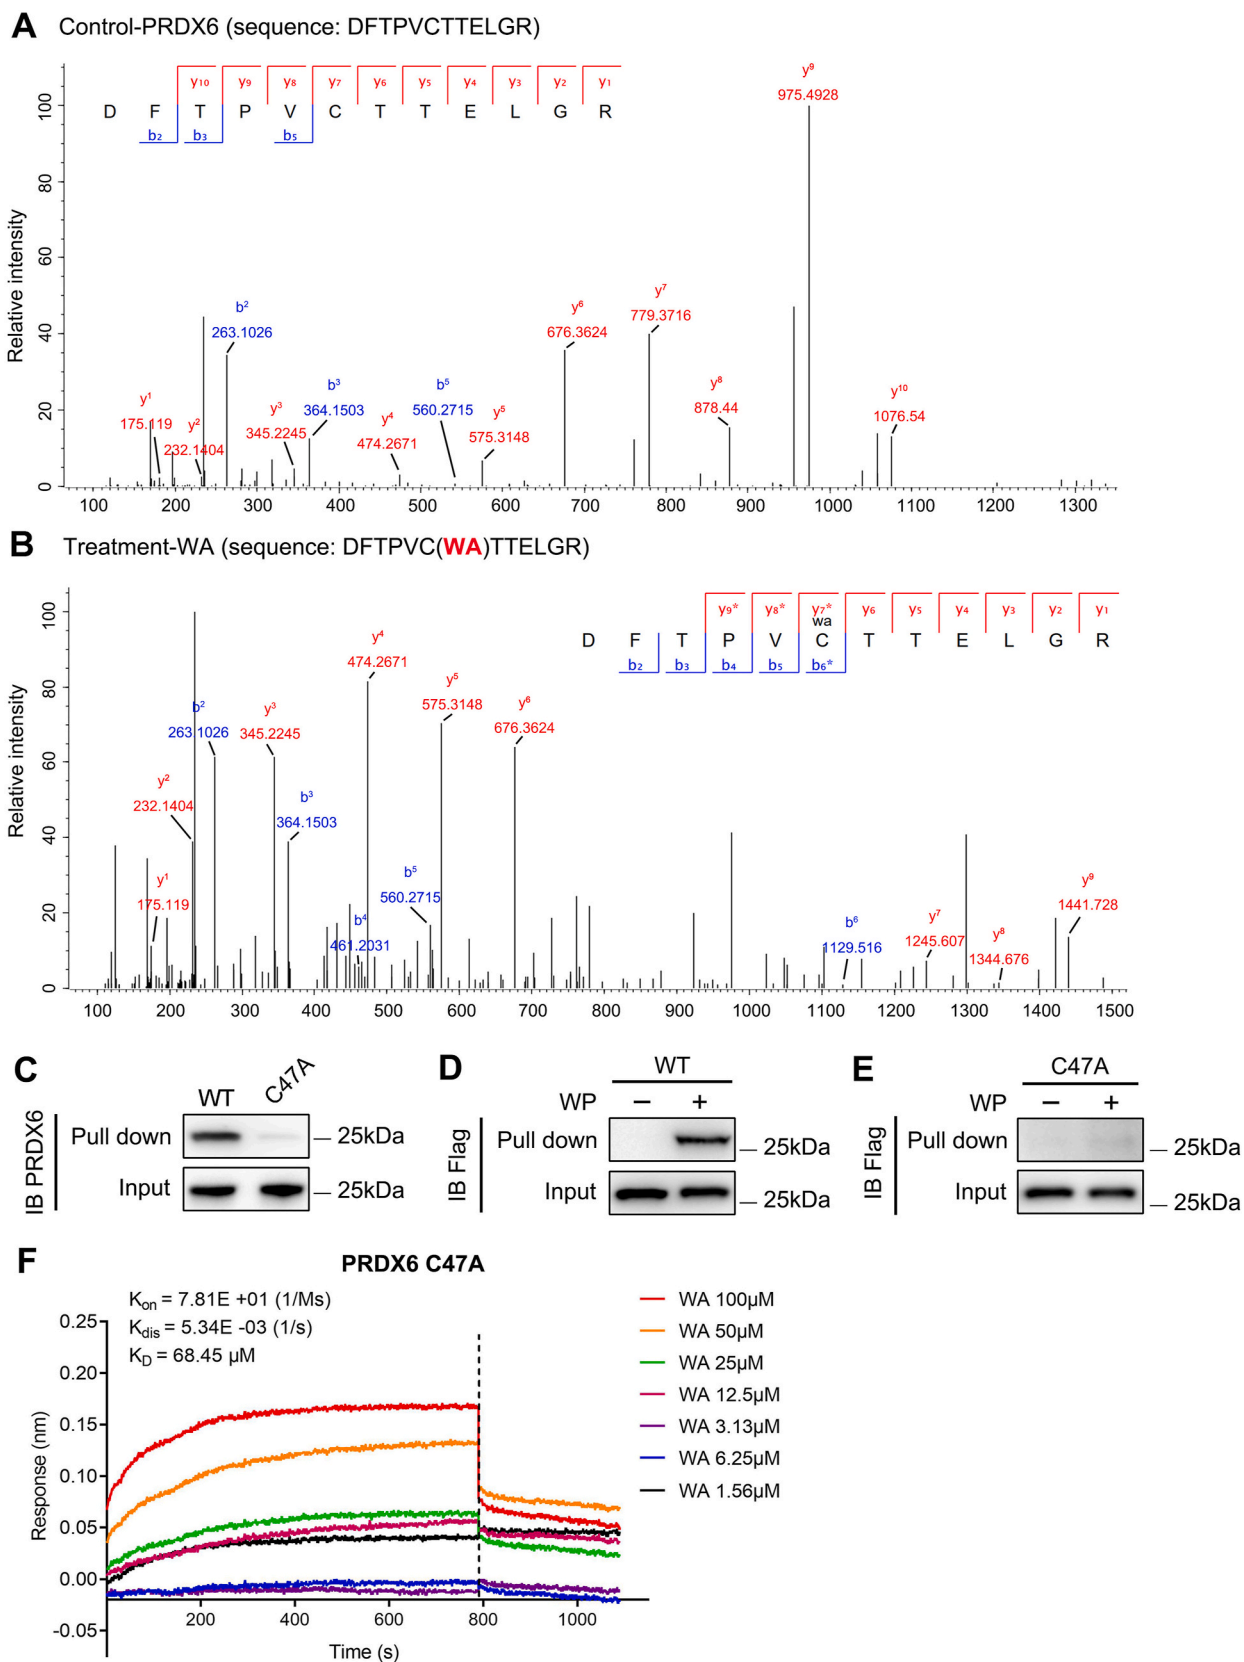 A Control-PRDX6 (sequence: DFTPVCTTELGR)
y10 y9 y8 y7 y6 y5 y4 y3 y2 y1
D F T P V C T T E L G R
b2 b3 b5
y9
975.4928
b2
263.1026
y6
676.3624
y7
779.3716
y1
175.119
y2
232.1404
y3
345.2245
b3
364.1503
y4
474.2671
b5
560.2715
y5
575.3148
y8
878.44
y10
1076.54
Relative intensity
100
80
60
40
20
0
100 200 300 400 500 600 700 800 900 1000 1100 1200 1300
B Treatment-WA (sequence: DFTPVC(WA)TTELGR)
y9* y8* y7* y6 y5 y4 y3 y2 y1
wa
D F T P V C T T E L G R
b2 b3 b4 b5 b6*
y4
474.2671
b2
263.1026
y3
345.2245
y5
575.3148
y6
676.3624
y2
232.1404
b3
364.1503
y1
175.119
b5
560.2715
b4
461.2031
b6
1129.516
y7
1245.607
y8
1344.676
y9
1441.728
Relative intensity
100
80
60
40
20
0
100 200 300 400 500 600 700 800 900 1000 1100 1200 1300 1400 1500
C
WT C47A
IB PRDX6
Pull down 25kDa
Input 25kDa
D
WT
WP − +
IB Flag
Pull down 25kDa
Input 25kDa
E
C47A
WP − +
IB Flag
Pull down 25kDa
Input 25kDa
F
PRDX6 C47A
Kon = 7.81E +01 (1/Ms)
Kdis = 5.34E -03 (1/s)
KD = 68.45 µM
Response (nm)
0.25
0.20
0.15
0.10
0.05
0.00
-0.05
200 400 600 800 1000
Time (s)
WA 100µM
WA 50µM
WA 25µM
WA 12.5µM
WA 3.13µM
WA 6.25µM
WA 1.56µM